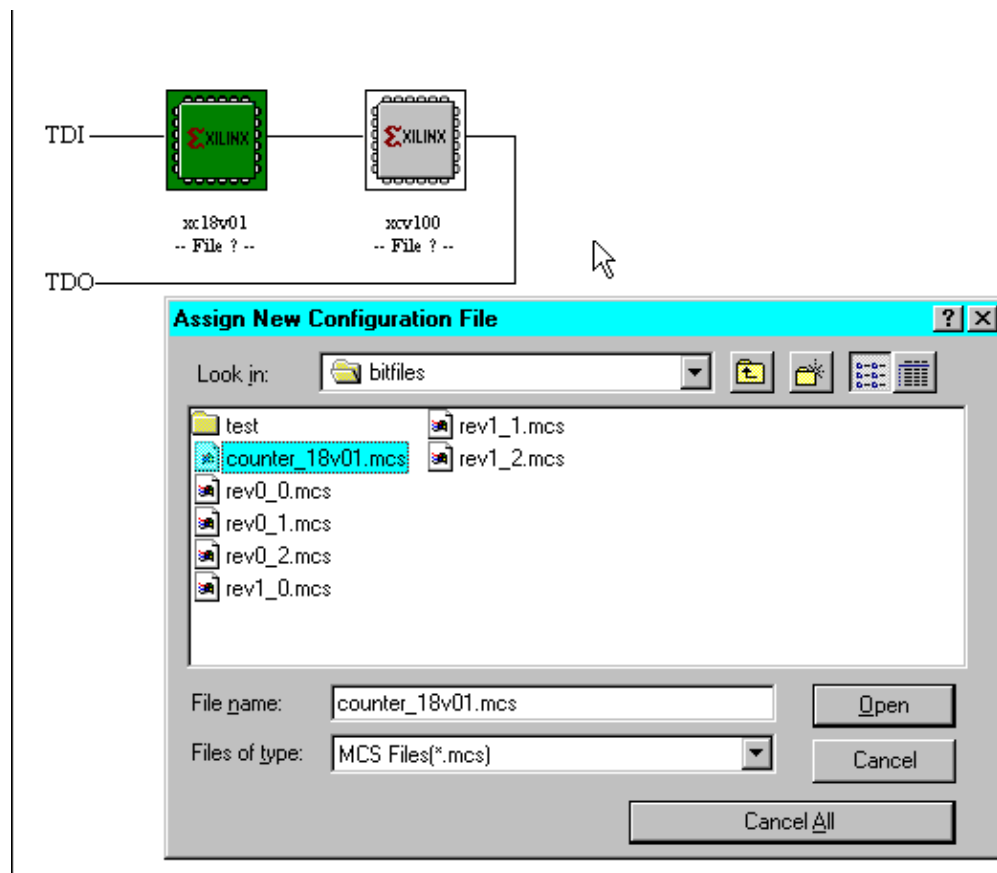 TDI
ΣXILINX
ΣXILINX
xc18v01
xcv100
-- File ? --
-- File ? --
TDO
Assign New Configuration File
Look in:
bitfiles
test
counter_18v01.mcs
rev0_0.mcs
rev0_1.mcs
rev0_2.mcs
rev1_0.mcs
rev1_1.mcs
rev1_2.mcs
File name:
counter_18v01.mcs
Open
Files of type:
MCS Files(*.mcs)
Cancel
Cancel All